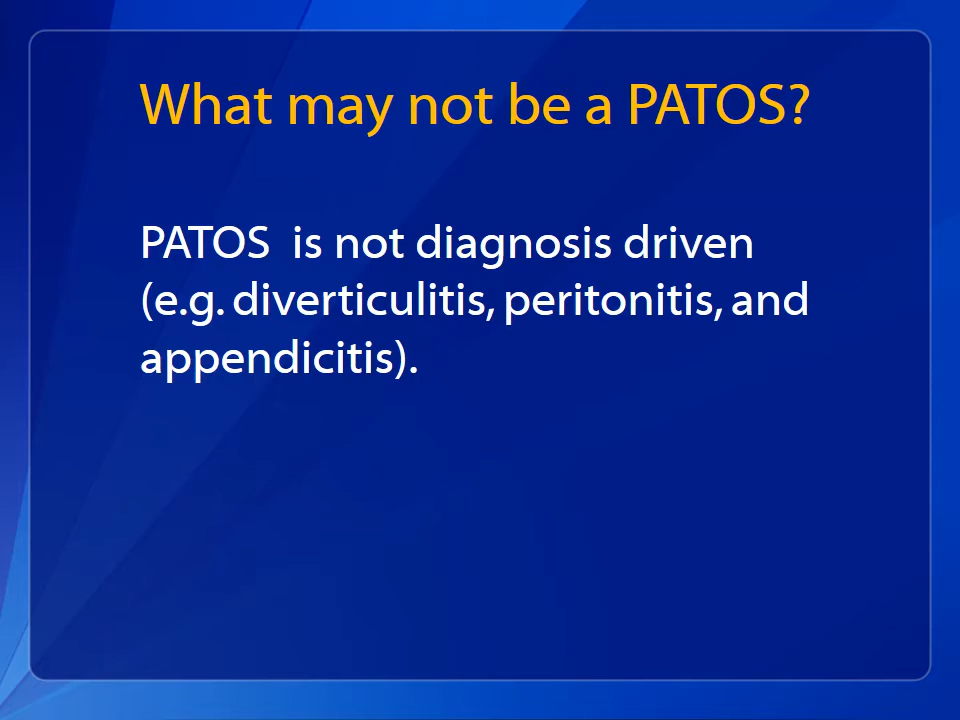 What may not be a PATOS?
PATOS is not diagnosis driven
(e.g. diverticulitis, peritonitis, and
appendicitis).